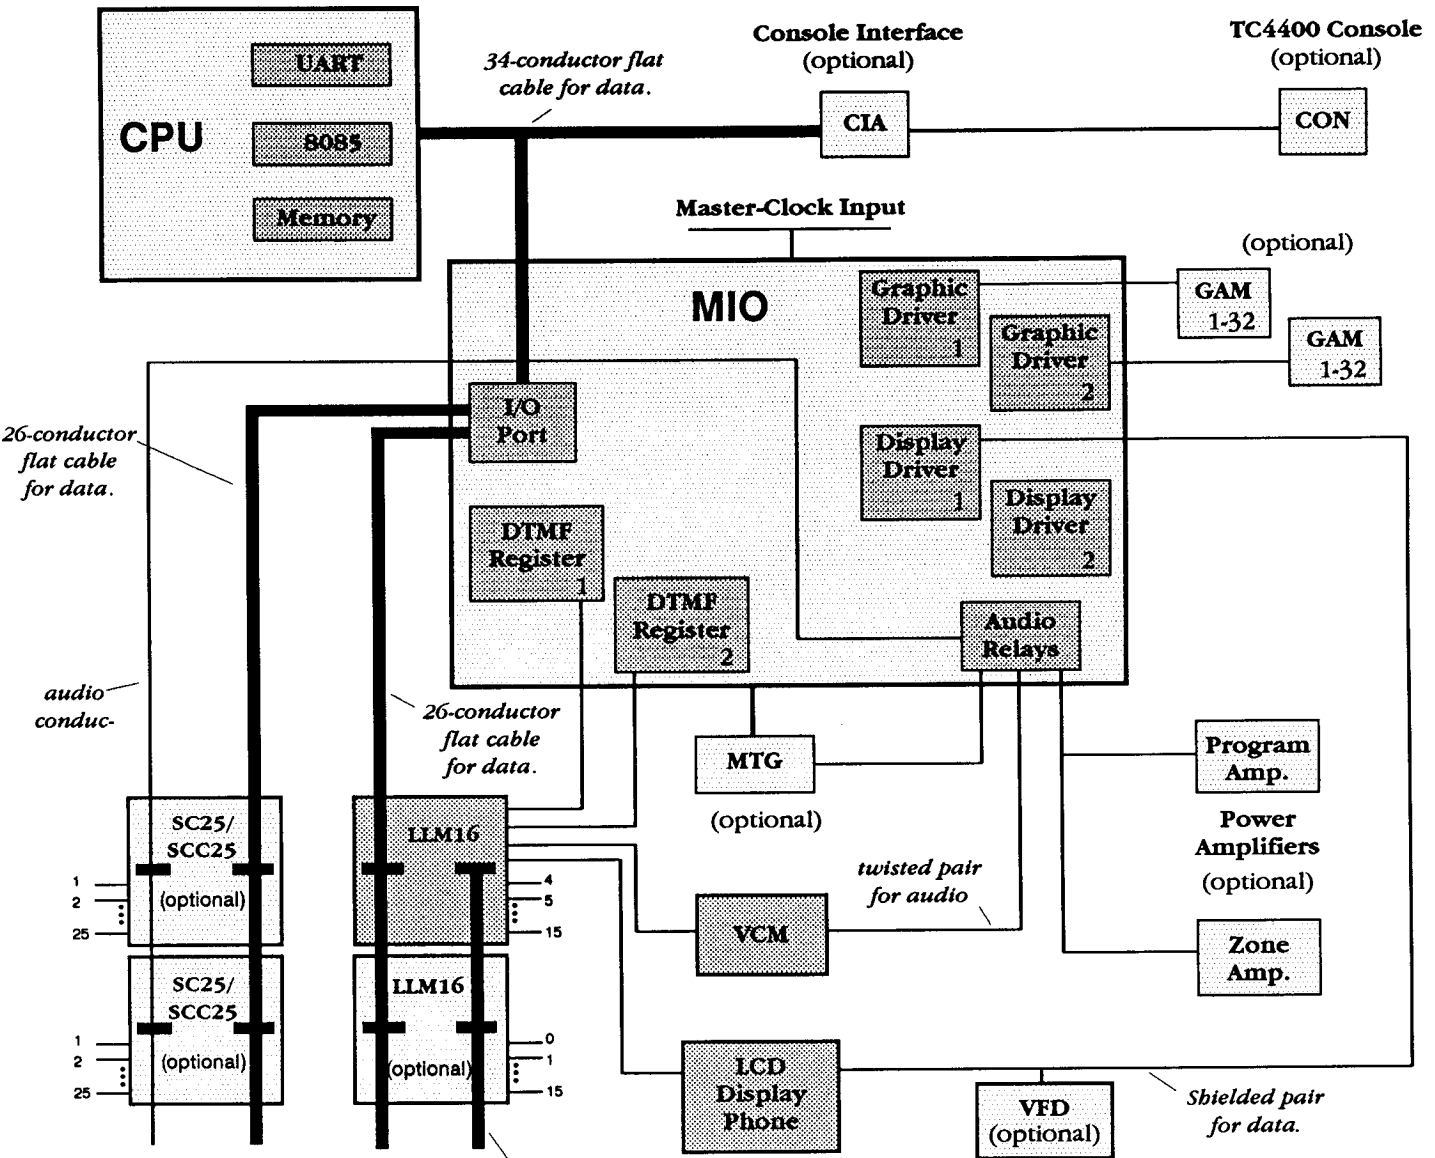 Console Interface
(optional)
TC4400 Console
(optional)
34-conductor flat
cable for data.
UART
CPU
8085
Memory
CIA
CON
Master-Clock Input
(optional)
MIO
Graphic
Driver
1
GAM
1-32
Graphic
Driver
2
GAM
1-32
I/O
Port
26-conductor
flat cable
for data.
Display
Driver
1
Display
Driver
2
DTMF
Register
1
DTMF
Register
2
Audio
Relays
audio
conduc-
26-conductor
flat cable
for data.
MTG
(optional)
Program
Amp.
Power
Amplifiers
(optional)
Zone
Amp.
SC25/
SCC25
(optional)
1
2
25
LLM16
4
5
15
twisted pair
for audio
VCM
SC25/
SCC25
(optional)
1
2
25
LLM16
(optional)
0
1
15
LCD
Display
Phone
VFD
(optional)
Shielded pair
for data.